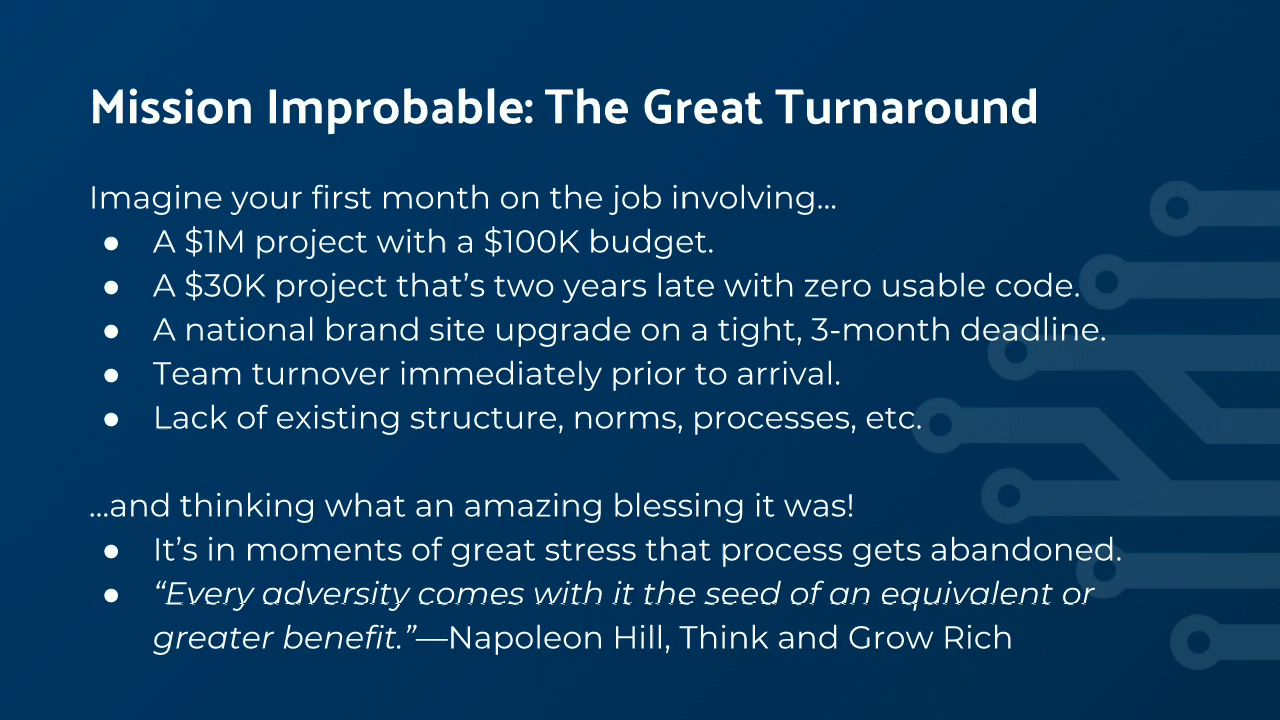 Mission Improbable: The Great Turnaround
Imagine your first month on the job involving...
● A $1M project with a $100K budget.
● A $30K project that’s two years late with zero usable code.
● A national brand site upgrade on a tight, 3-month deadline.
● Team turnover immediately prior to arrival.
● Lack of existing structure, norms, processes, etc.
...and thinking what an amazing blessing it was!
● It’s in moments of great stress that process gets abandoned.
● “Every adversity comes with it the seed of an equivalent or
greater benefit.”—Napoleon Hill, Think and Grow Rich